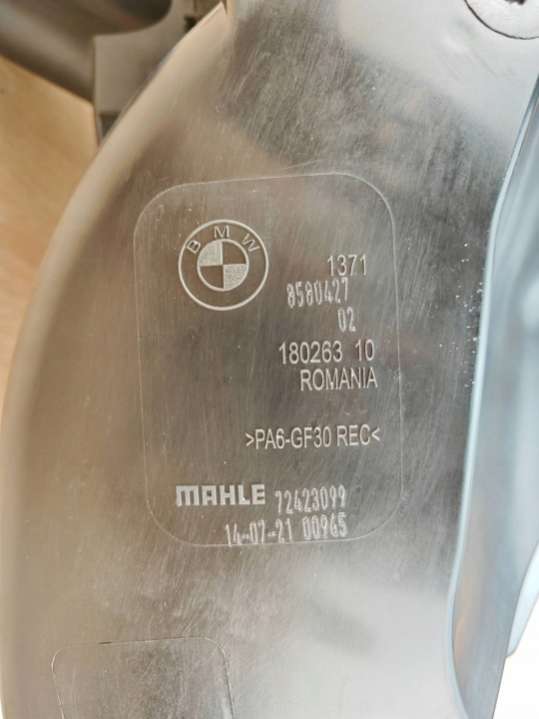 BMW
1371
8580427
02
180263 10
ROMANIA
>PA6-GF30 REC<
MAHLE 72423099
14-07-21 00965